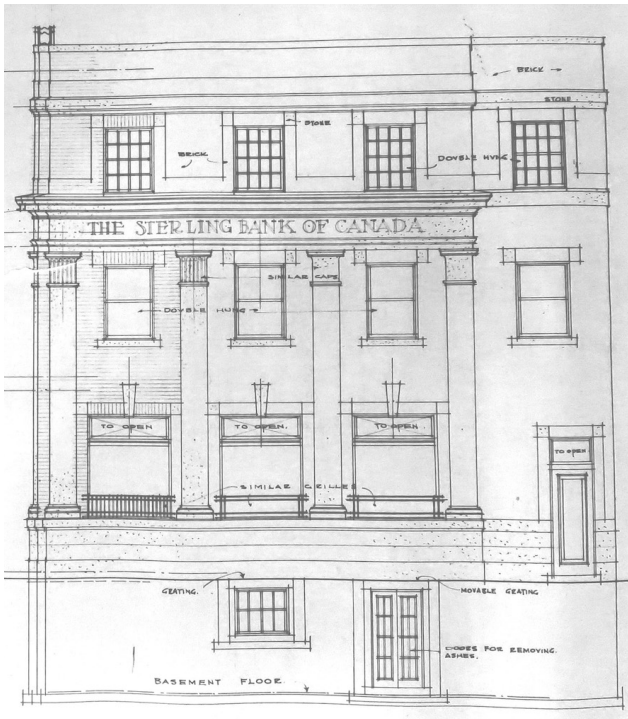 BRICK
STONE
STONE
BRICK
DOUBLE HUNG
THE STERLING BANK OF CANADA
SIMILAR CAPS
DOUBLE HUNG
TO OPEN
TO OPEN.
TO OPEN
TO OPEN
SIMILAR GRILLES
GRATING.
MOVABLE GRATING
DOORS FOR REMOVING
ASHES.
BASEMENT FLOOR